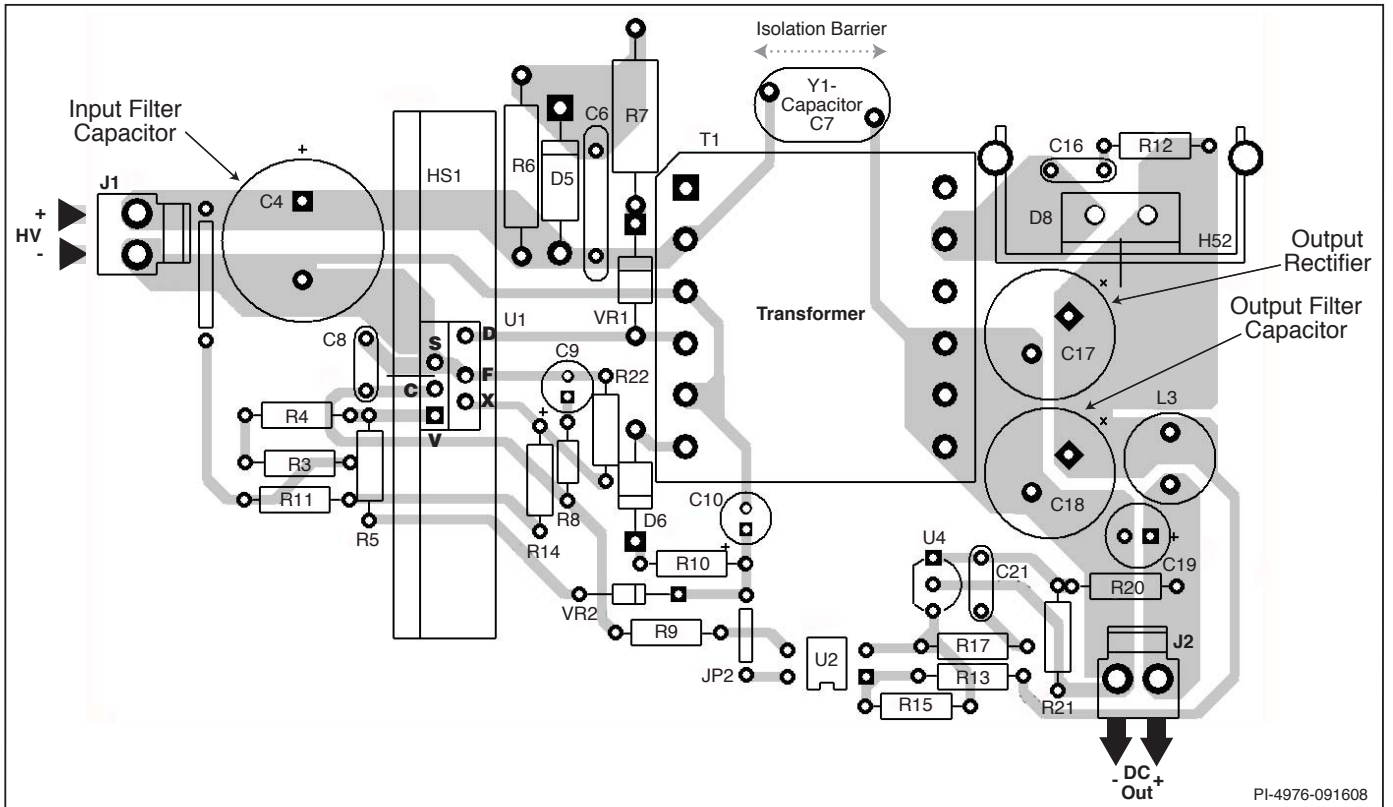 Isolation Barrier
Y1-
Capacitor
C7
Input Filter
Capacitor
+
J1
C4
HS1
R6
D5
C6
R7
T1
C16
R12
D8
H52
+
HV
-
Output
Rectifier
Output Filter
Capacitor
VR1
Transformer
U1
C8
S
D
F
C
X
V
C9
R22
x
C17
R4
R3
R11
R5
+
R14
R8
D6
C10
+
R10
x
L3
C18
C19
+
U4
C21
R20
VR2
R9
JP2
U2
R17
R13
R15
R21
J2
- DC +
Out
PI-4976-091608